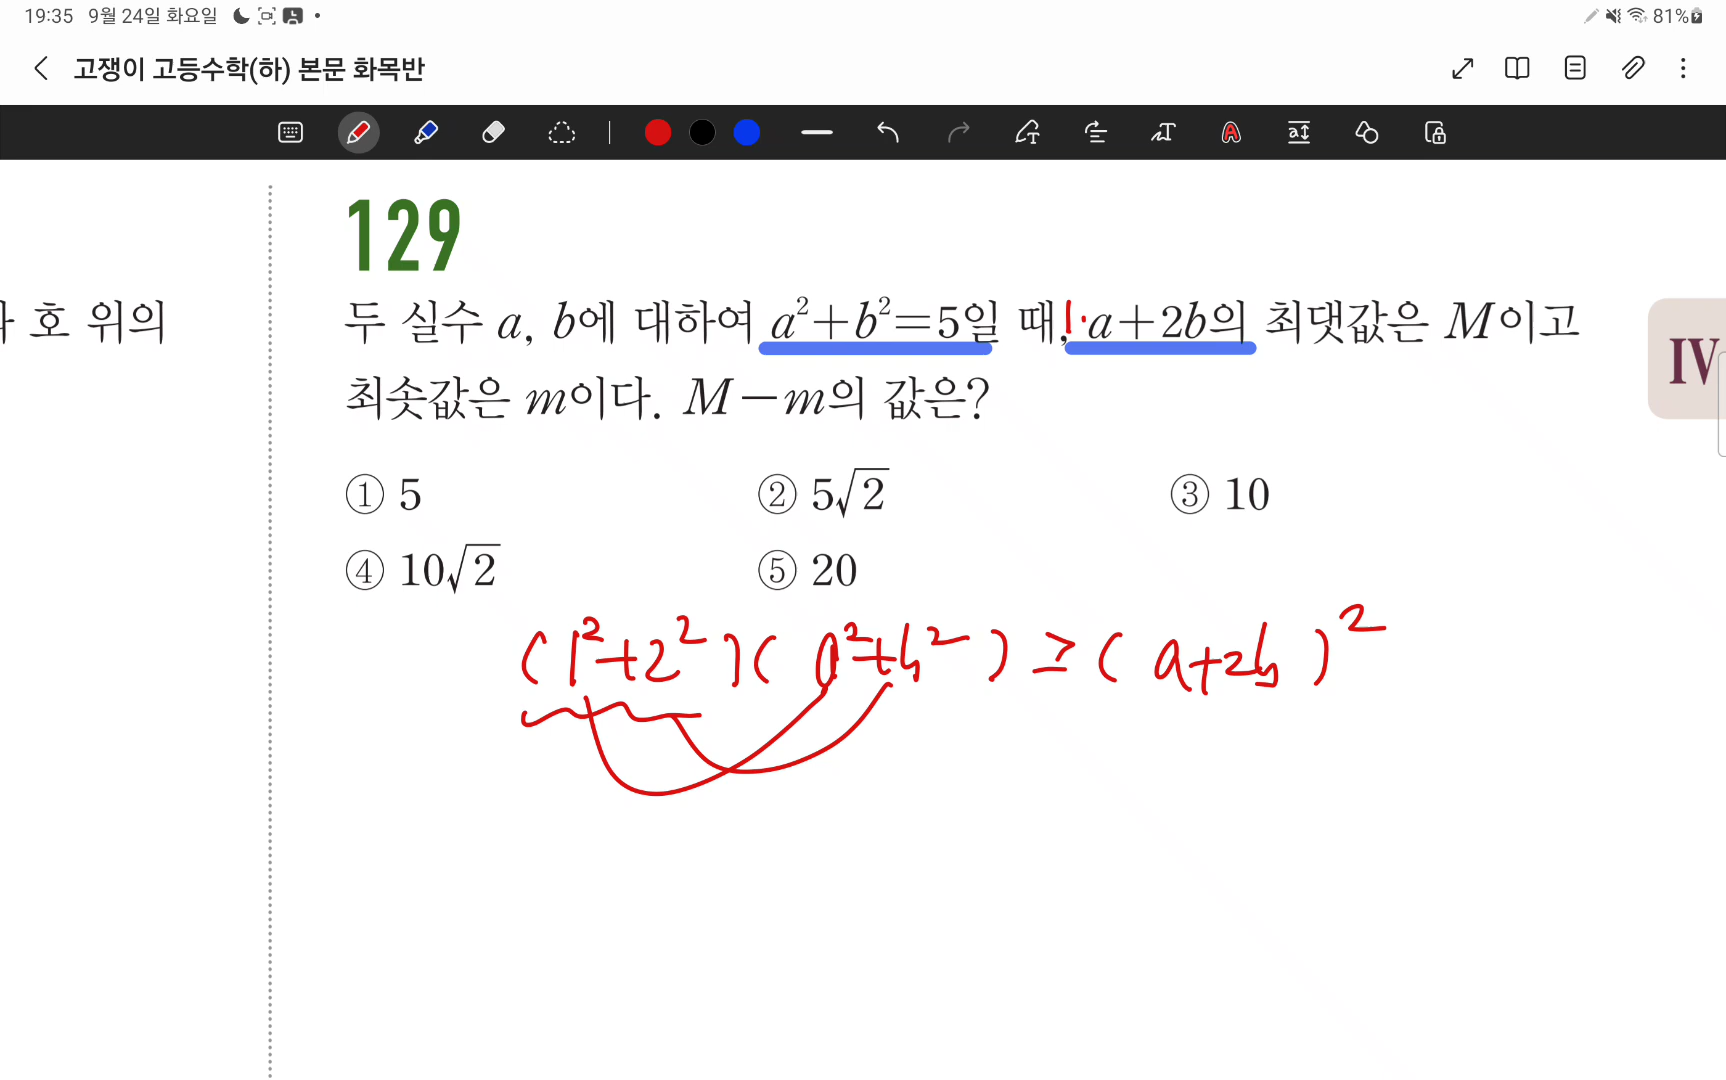 19:35 9월 24일 화요일
81%
고쟁이 고등수학(하) 본문 화목반
129
호 위의
두 실수 a, b에 대하여 a²+b²=5일 때, 1·a+2b의 최댓값은 M이고
최솟값은 m이다. M−m의 값은?
IV
① 5 ② 5√2 ③ 10
④ 10√2 ⑤ 20
(1²+2²)(a²+b²)≥(a+2b)²